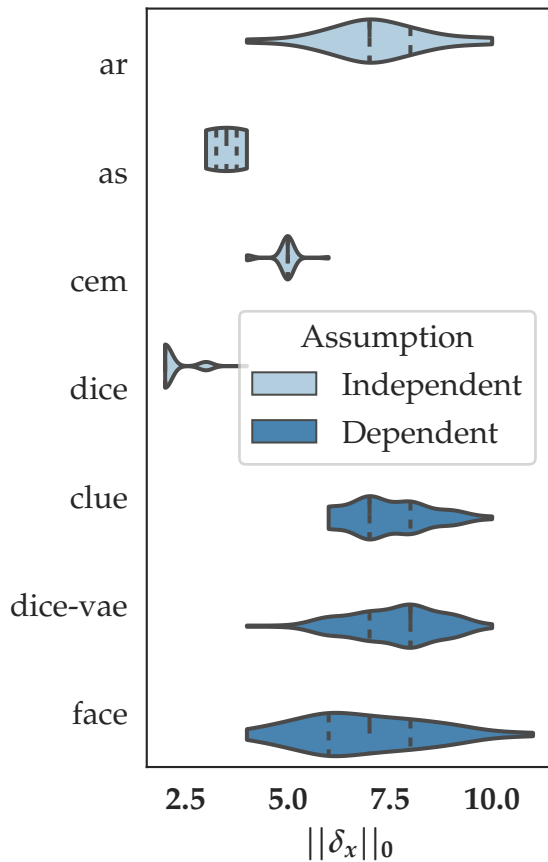 ar
as
cem
dice
Assumption
Independent
Dependent
clue
dice-vae
face
2.5 5.0 7.5 10.0
||δₓ||₀